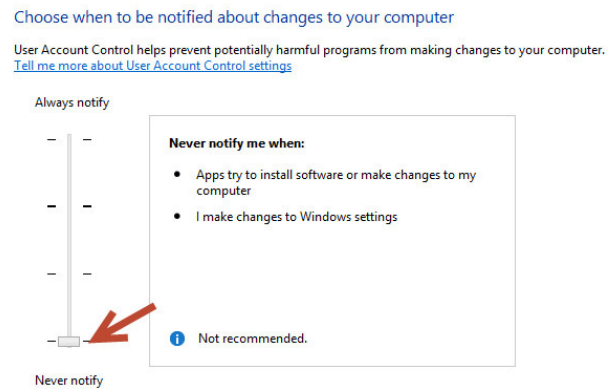 Choose when to be notified about changes to your computer
User Account Control helps prevent potentially harmful programs from making changes to your computer.
Tell me more about User Account Control settings
Always notify
Never notify me when:
• Apps try to install software or make changes to my
computer
• I make changes to Windows settings
Not recommended.
Never notify